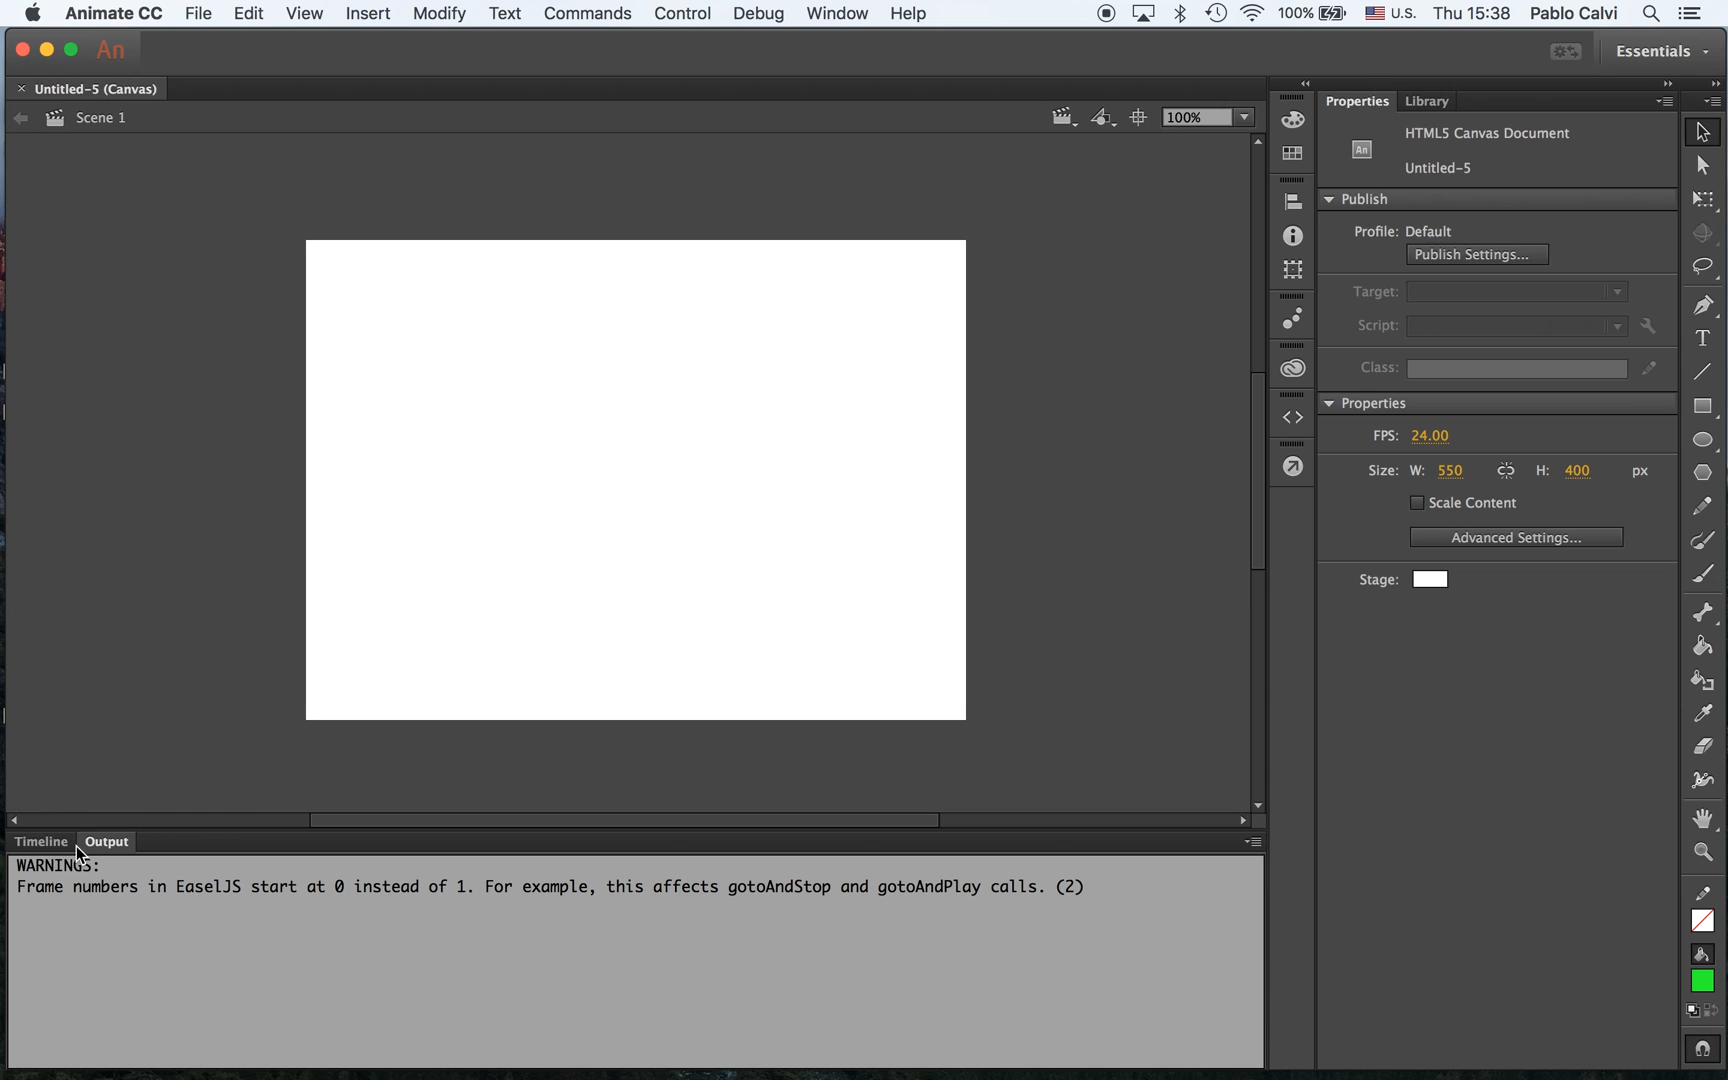 Animate CC File Edit View Insert Modify Text Commands Control Debug Window Help 100% U.S. Thu 15:38 Pablo Calvi
An Essentials
Untitled-5 (Canvas)
Scene 1 100%
Properties Library
An
HTML5 Canvas Document
Untitled-5
Publish
Profile: Default
Publish Settings...
Target:
Script:
Class:
Properties
FPS: 24.00
Size: W: 550 H: 400 px
Scale Content
Advanced Settings...
Stage:
T
Timeline Output
WARNINGS:
Frame numbers in EaselJS start at 0 instead of 1. For example, this affects gotoAndStop and gotoAndPlay calls. (2)